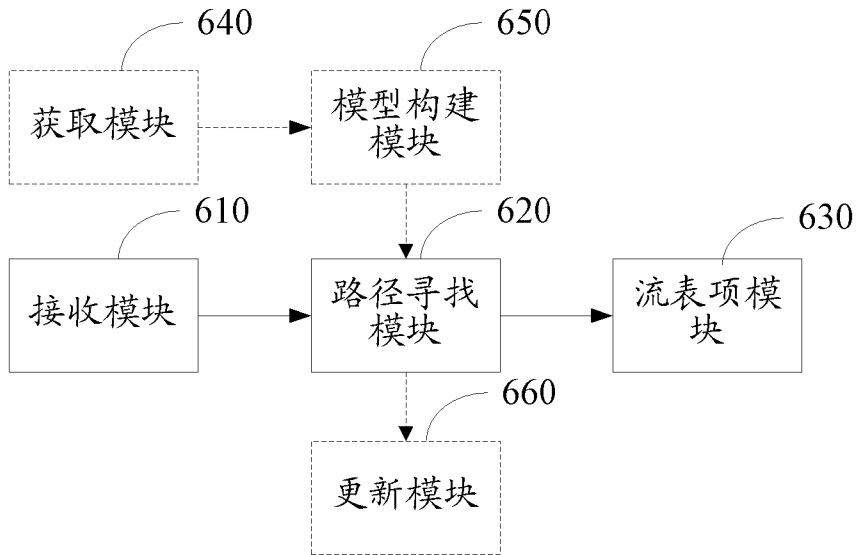 640
650
获取模块
模型构建
模块
610
620
630
接收模块
路径寻找
模块
流表项模
块
660
更新模块